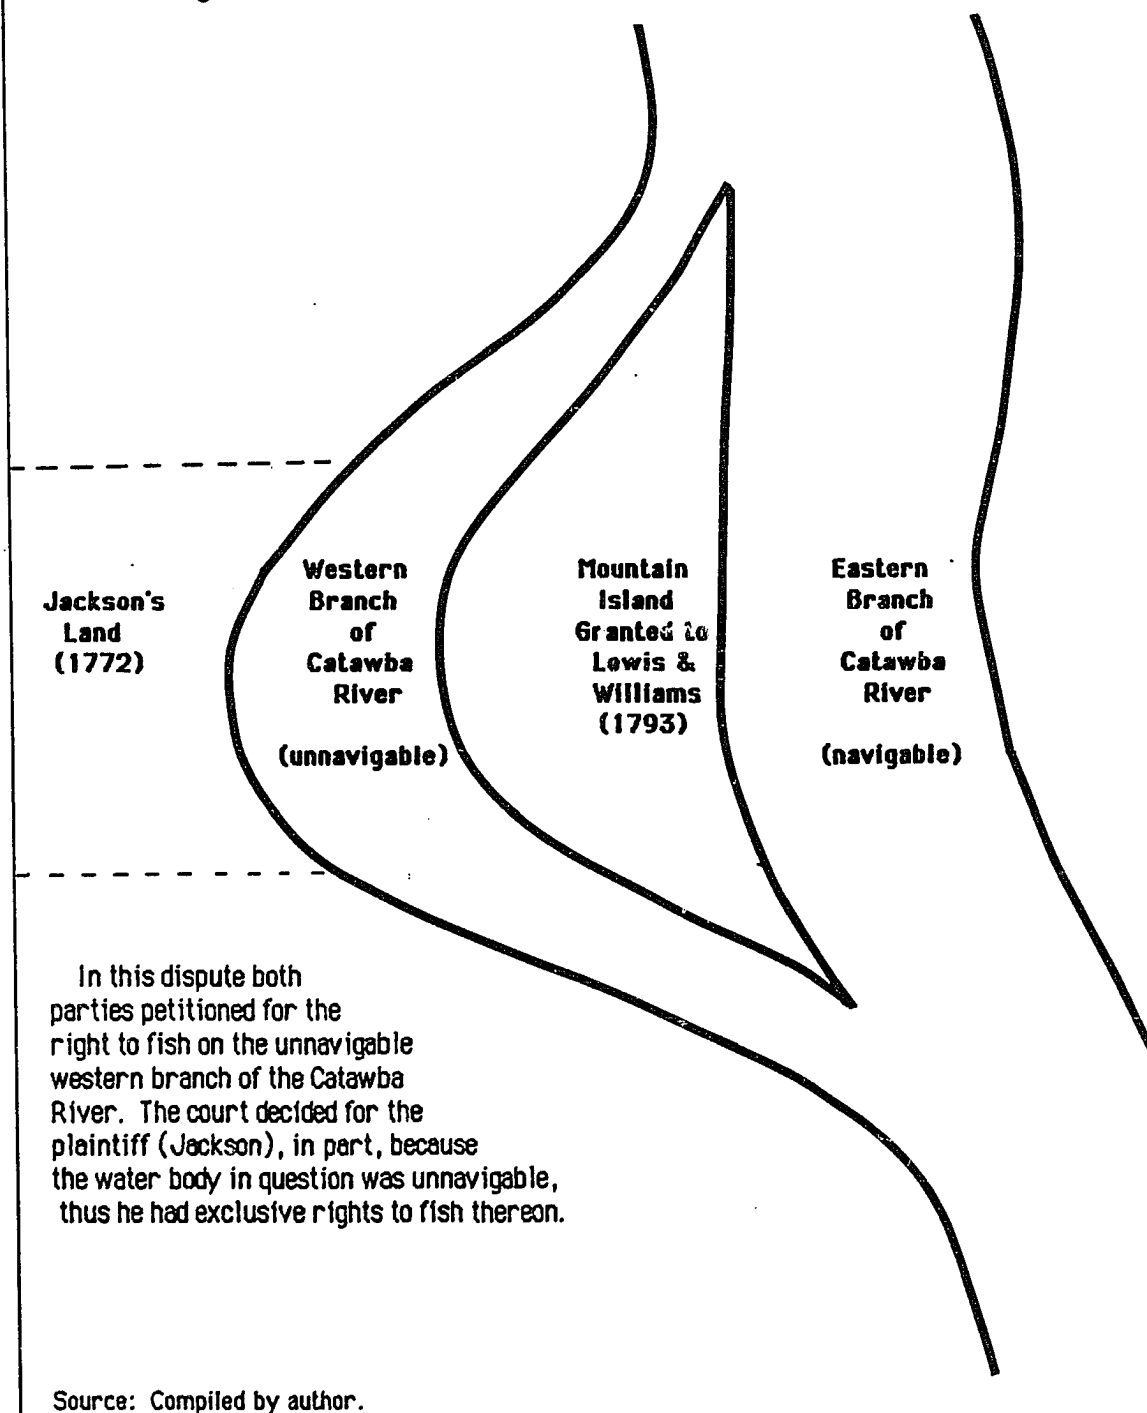 Jackson's
Land
(1772)
Western
Branch
of
Catawba
River
(unnavigable)
Mountain
Island
Granted to
Lewis &
Williams
(1793)
Eastern
Branch
of
Catawba
River
(navigable)
In this dispute both
parties petitioned for the
right to fish on the unnavigable
western branch of the Catawba
River. The court decided for the
plaintiff (Jackson), in part, because
the water body in question was unnavigable,
thus he had exclusive rights to fish thereon.
Source: Compiled by author.